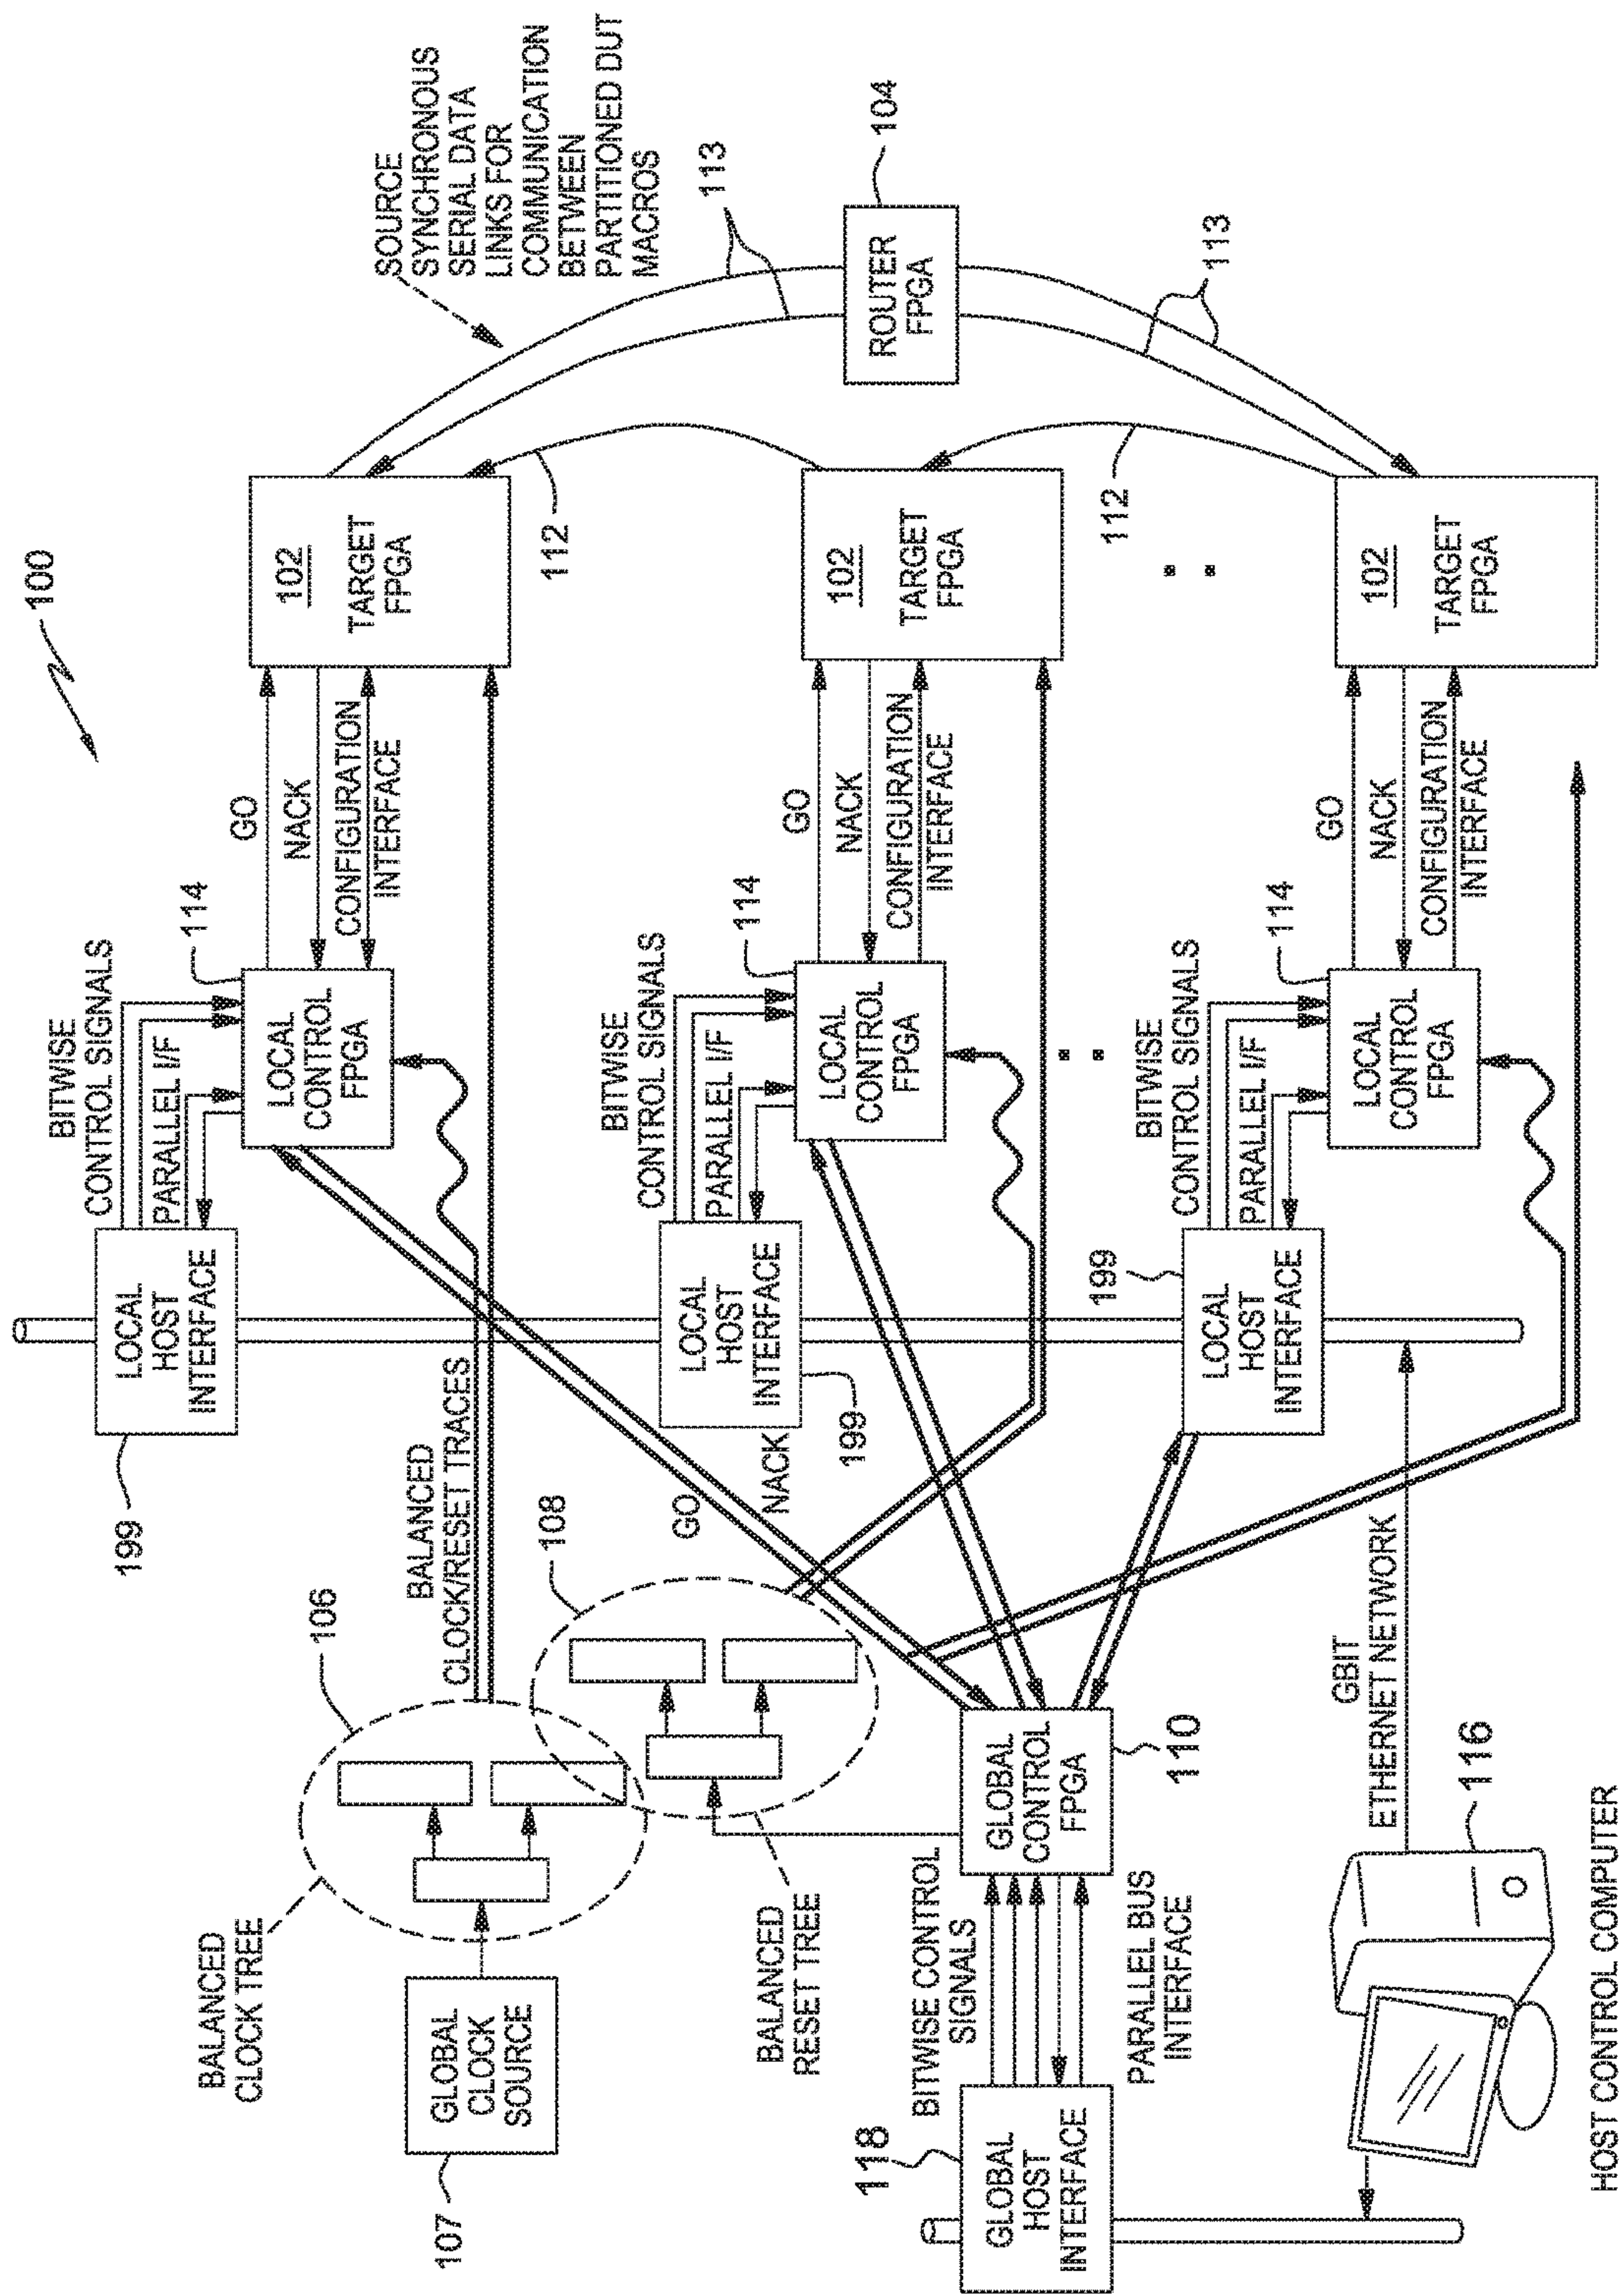 100
199
LOCAL
HOST
INTERFACE
BITWISE
CONTROL SIGNALS
PARALLEL I/F
114
LOCAL
CONTROL
FPGA
GO
NACK
CONFIGURATION
INTERFACE
102
TARGET
FPGA
SOURCE
SYNCHRONOUS
SERIAL DATA
LINKS FOR
COMMUNICATION
BETWEEN
PARTITIONED DUT
MACROS
113
112
BALANCED
CLOCK TREE
106
BALANCED
CLOCK/RESET TRACES
GLOBAL
CLOCK
SOURCE
107
108
GO
NACK
LOCAL
HOST
INTERFACE
199
BITWISE
CONTROL SIGNALS
PARALLEL I/F
114
LOCAL
CONTROL
FPGA
GO
NACK
CONFIGURATION
INTERFACE
102
TARGET
FPGA
ROUTER
FPGA
104
BALANCED
RESET TREE
118
GLOBAL
HOST
INTERFACE
BITWISE CONTROL
SIGNALS
PARALLEL BUS
INTERFACE
GLOBAL
CONTROL
FPGA
110
199
LOCAL
HOST
INTERFACE
BITWISE
CONTROL SIGNALS
PARALLEL I/F
114
LOCAL
CONTROL
FPGA
GO
NACK
CONFIGURATION
INTERFACE
102
TARGET
FPGA
112
113
GBIT
ETHERNET NETWORK
116
HOST CONTROL COMPUTER